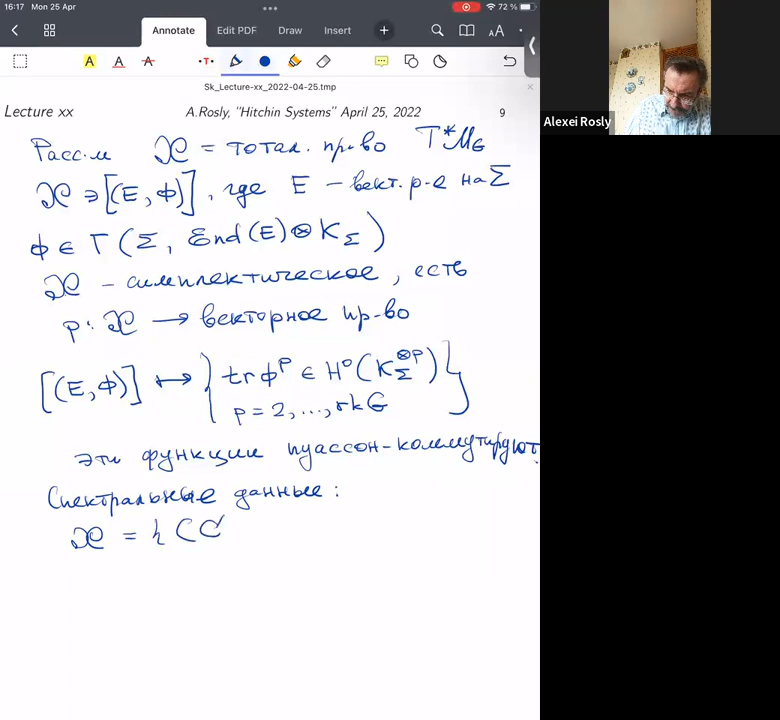 16:17 Mon 25 Apr
72 %
Annotate
Edit PDF
Draw
Insert
AA
A
A
A
T
Sk_Lecture-xx_2022-04-25.tmp
Lecture xx
A.Rosly, "Hitchin Systems" April 25, 2022
9
Alexei Rosly
Расс.м 𝒳 = тотал. пр-во T*M_G
𝒳 ∋ [(E, Φ)], где E – вект. р-е на Σ
Φ ∈ Γ(Σ, End(E) ⊗ K_Σ)
𝒳 – симплектическое, есть
p: 𝒳 → векторное пр-во
[(E, Φ)] ↦ { tr Φ^p ∈ H⁰(K_Σ^{⊗p})
p = 2, ..., rk G }
эти функции пуассон-коммутируют.
Спектральные данные:
𝒳 = { (C